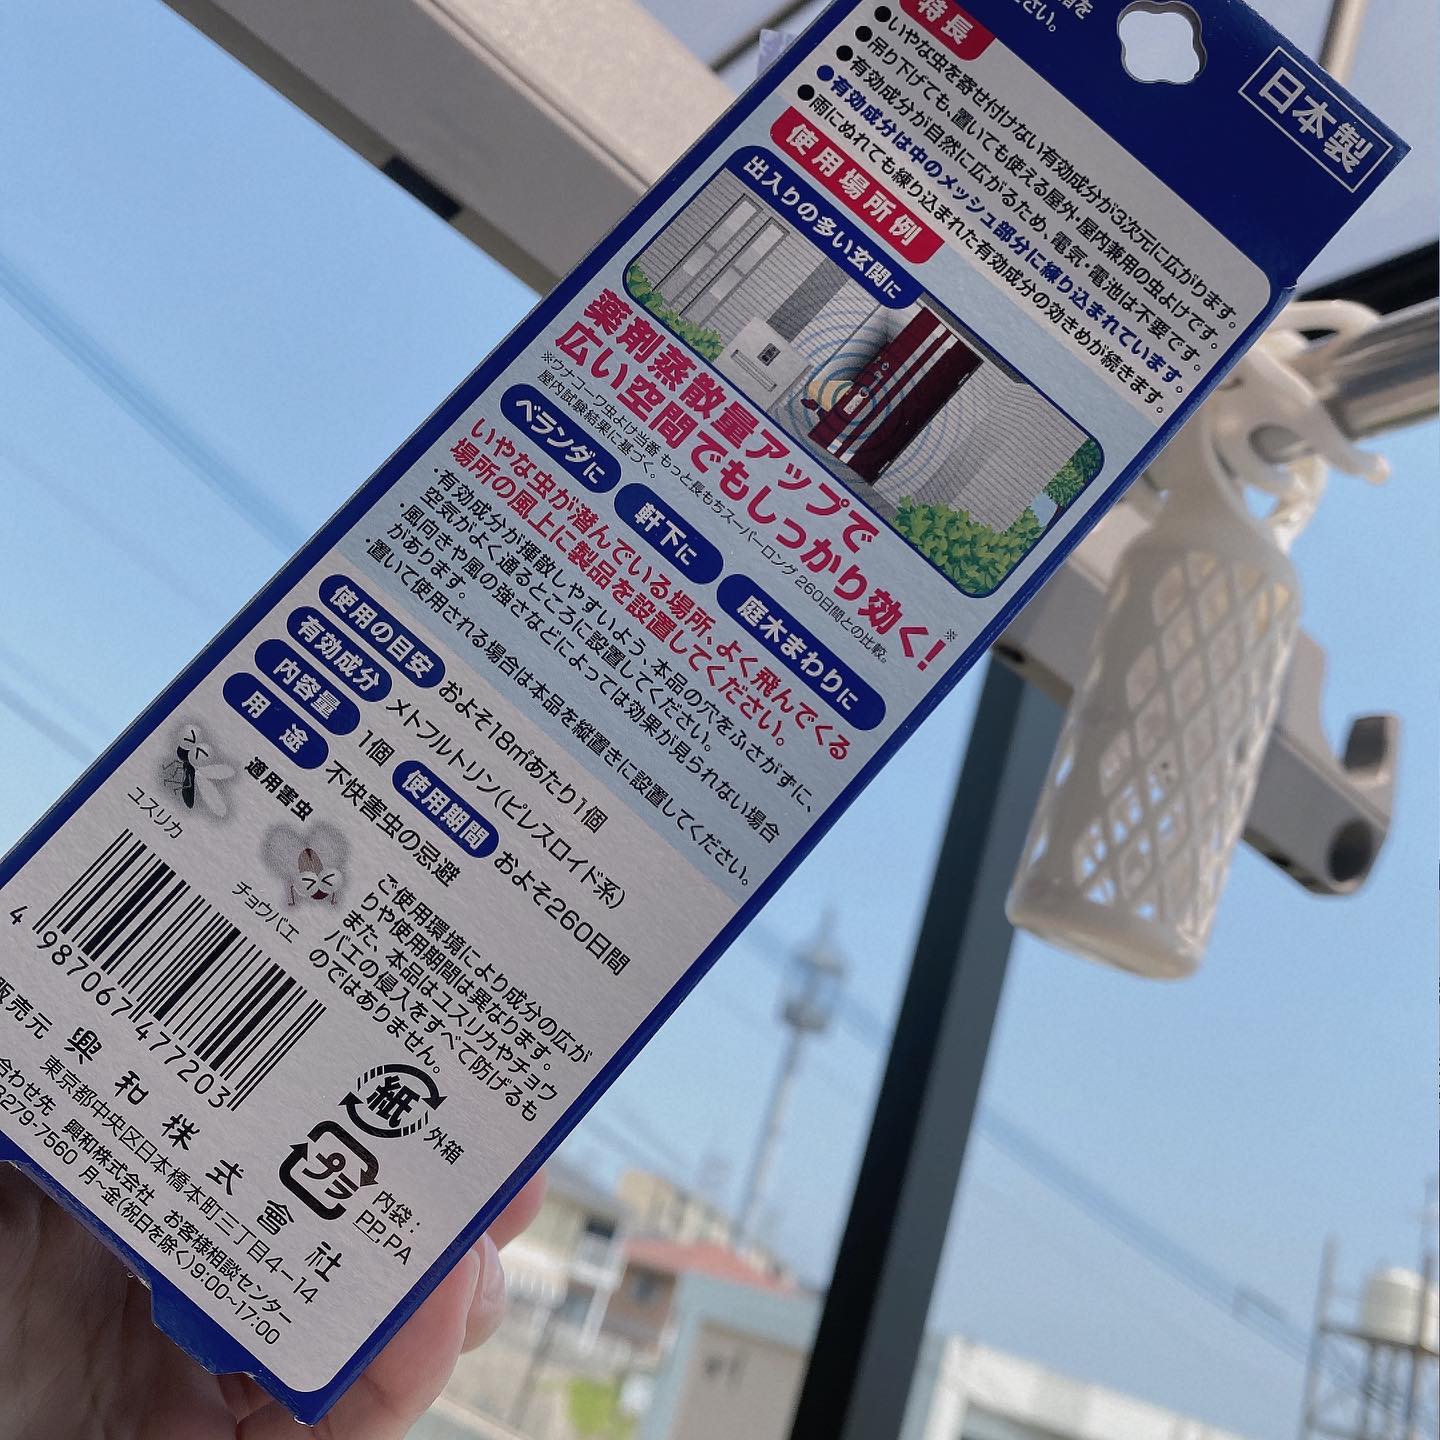 ださい。
日本製
特長
●いやな虫を寄せ付けない有効成分が3次元に広がります。
●吊り下げても、置いても使える屋外・屋内兼用の虫よけです。
●有効成分が自然に広がるため、電気・電池は不要です。
●有効成分は中のメッシュ部分に練り込まれています。
●雨にぬれても練り込まれた有効成分の効きめが続きます。
使用場所例
出入りの多い玄関に
薬剤蒸散量アップで
広い空間でもしっかり効く!※
※ウナコーワ虫よけ当番 もっと長もちスーパーロング 260日間との比較。
屋内試験結果に基づく。
ベランダに
軒下に
庭木まわりに
いやな虫が潜んでいる場所、よく飛んでくる
場所の風上に製品を設置してください。
・有効成分が揮散しやすいよう、本品の穴をふさがずに、
空気がよく通るところに設置してください。
・風向きや風の強さなどによっては効果が見られない場合
があります。
・置いて使用される場合は本品を縦置きに設置してください。
使用の目安 およそ18㎡あたり1個
有効成分 メトフルトリン(ピレスロイド系)
内容量 1個 使用期間 およそ260日間
用途 不快害虫の忌避
適用害虫
ユスリカ
チョウバエ
ご使用環境により成分の広が
りや使用期間は異なります。
また、本品はユスリカやチョウ
バエの侵入をすべて防げるも
のではありません。
4 987067 477203
紙
外箱
プラ
内袋:
PP, PA
販売元 興和株式會社
東京都中央区日本橋本町三丁目4-14
合わせ先 興和株式会社 お客様相談センター
3279-7560 月~金(祝日を除く)9:00~17:00